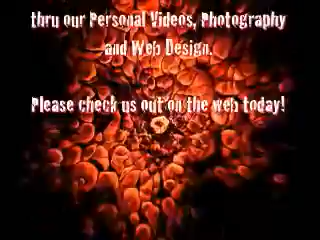 thru our Personal Videos, Photography
and Web Design.
Please check us out on the web today!